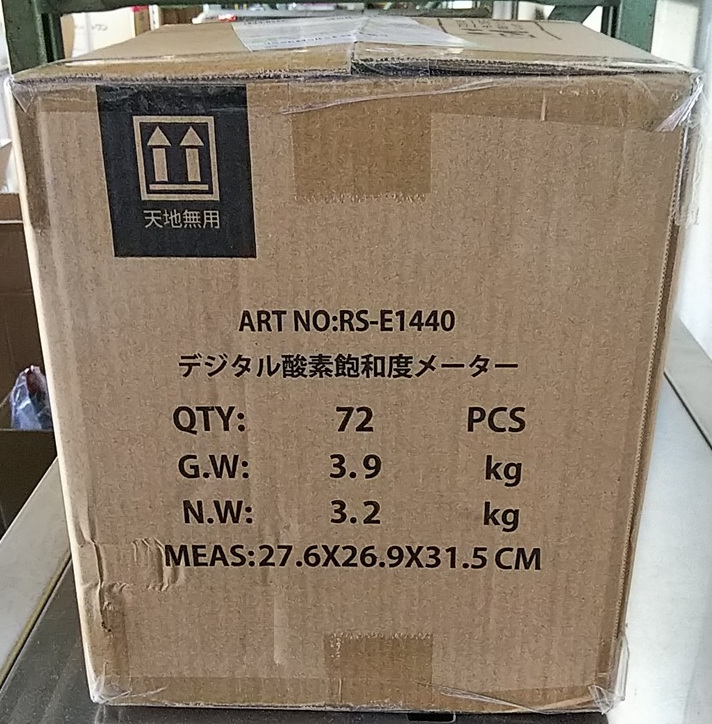 天地無用
ART NO:RS-E1440
デジタル酸素飽和度メーター
QTY: 72 PCS
G.W: 3.9 kg
N.W: 3.2 kg
MEAS:27.6X26.9X31.5 CM